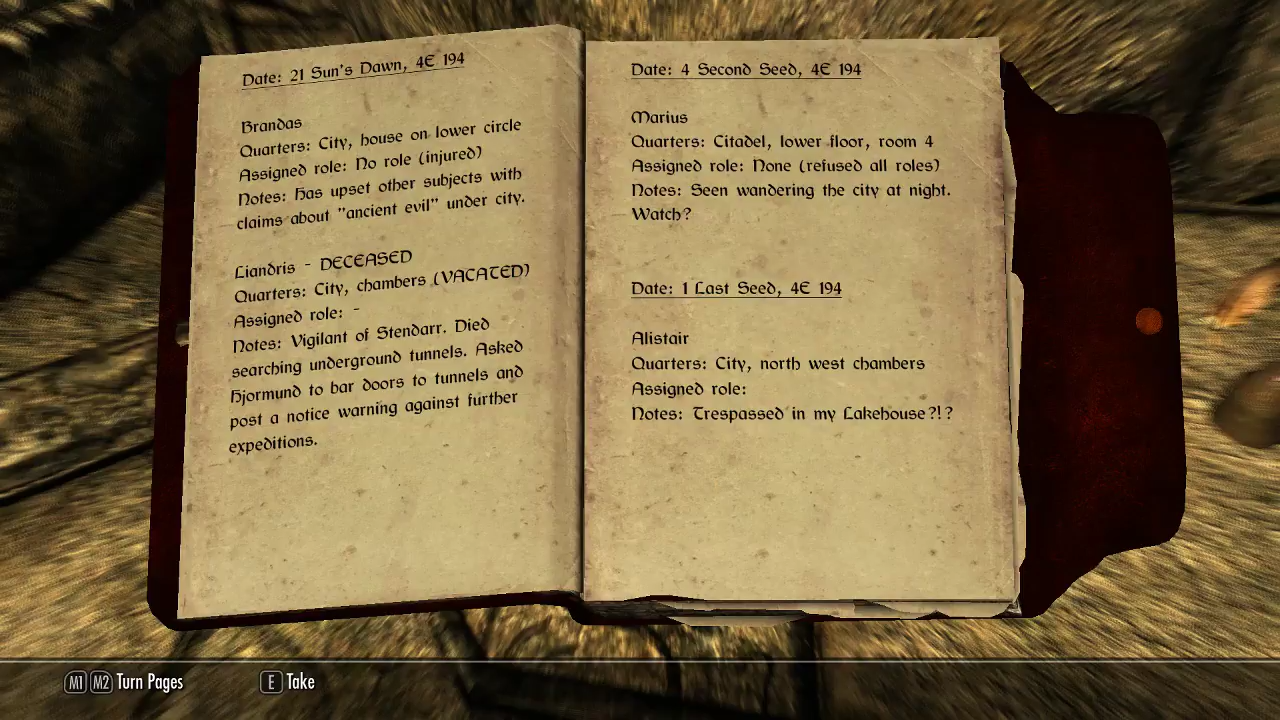 Date: 21 Sun's Dawn, 4E 194
Brandas
Quarters: City, house on lower circle
Assigned role: No role (injured)
Notes: Has upset other subjects with
claims about "ancient evil" under city.
Liandris - DECEASED
Quarters: City, chambers (VACATED)
Assigned role: -
Notes: Vigilant of Stendarr. Died
searching underground tunnels. Asked
Hjormund to bar doors to tunnels and
post a notice warning against further
expeditions.
Date: 4 Second Seed, 4E 194
Marius
Quarters: Citadel, lower floor, room 4
Assigned role: None (refused all roles)
Notes: Seen wandering the city at night.
Watch?
Date: 1 Last Seed, 4E 194
Alistair
Quarters: City, north west chambers
Assigned role:
Notes: Trespassed in my Lakehouse?!?
M1 M2 Turn Pages
E Take